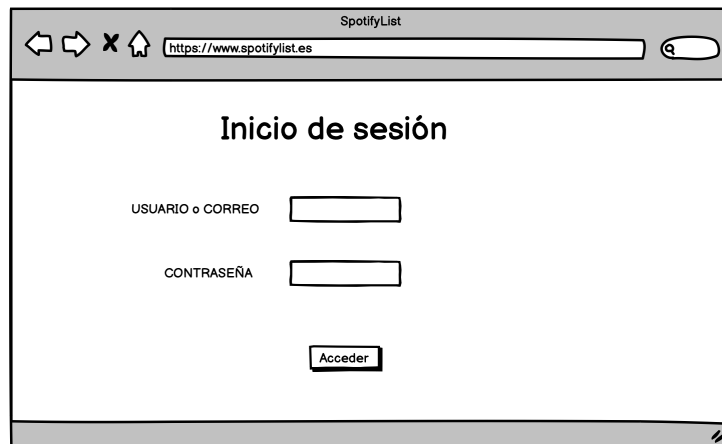 SpotifyList
https://www.spotifylist.es
Inicio de sesión
USUARIO o CORREO
CONTRASEÑA
Acceder